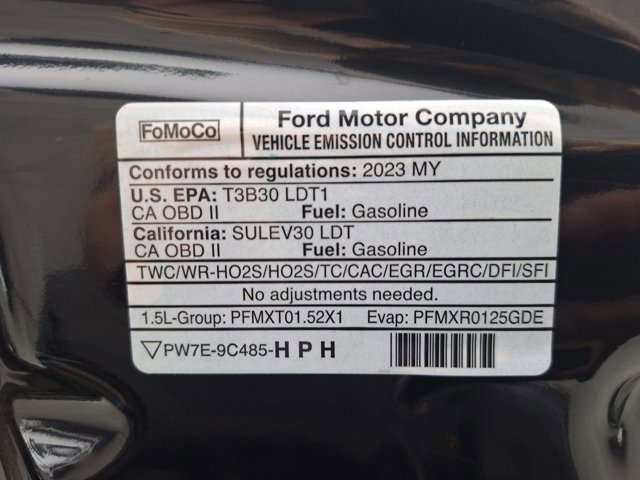 FoMoCo
Ford Motor Company
VEHICLE EMISSION CONTROL INFORMATION
Conforms to regulations: 2023 MY
U.S. EPA: T3B30 LDT1
CA OBD II Fuel: Gasoline
California: SULEV30 LDT
CA OBD II Fuel: Gasoline
TWC/WR-HO2S/HO2S/TC/CAC/EGR/EGRC/DFI/SFI
No adjustments needed.
1.5L-Group: PFMXT01.52X1 Evap: PFMXR0125GDE
▽PW7E-9C485-H P H